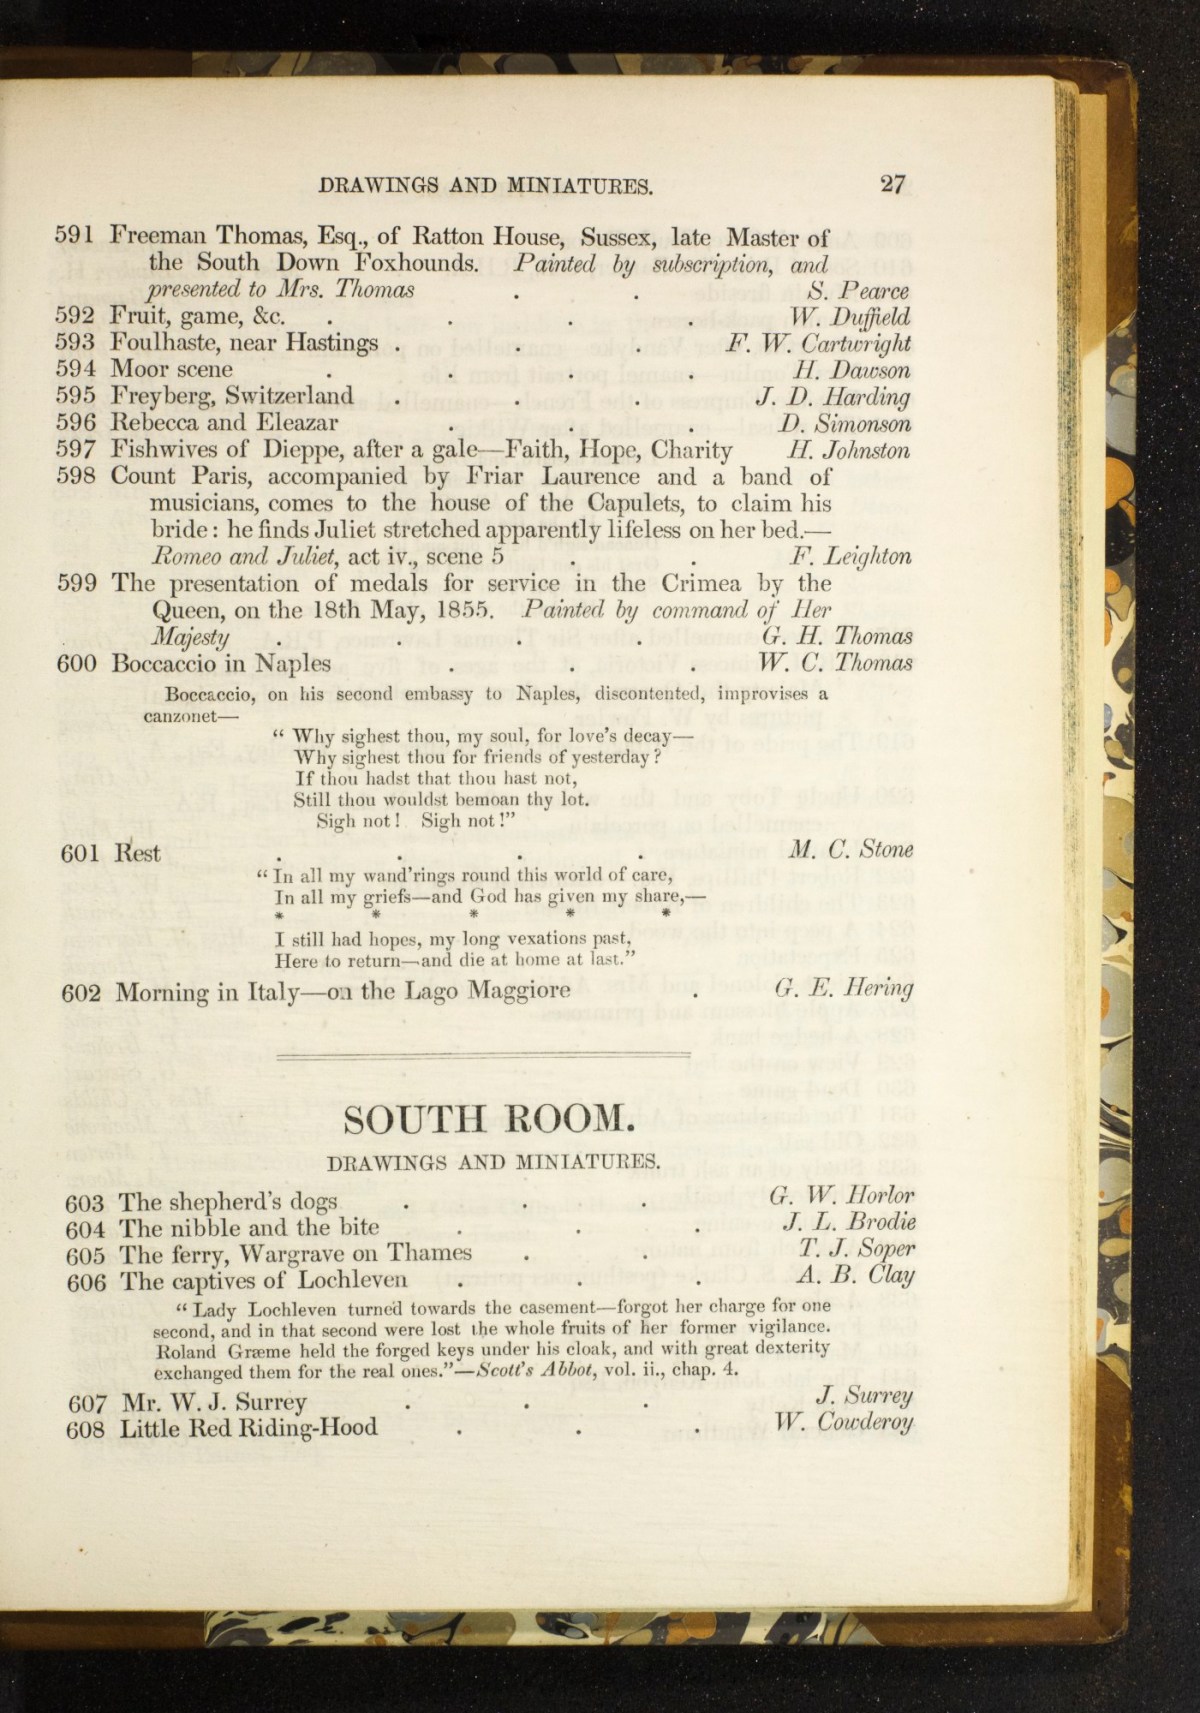 DRAWINGS AND MINIATURES. 27
591 Freeman Thomas, Esq., of Ratton House, Sussex, late Master of
the South Down Foxhounds. Painted by subscription, and
presented to Mrs. Thomas . . S. Pearce
592 Fruit, game, &c. . . . . W. Duffield
593 Foulhaste, near Hastings . . . F. W. Cartwright
594 Moor scene . . . . H. Dawson
595 Freyberg, Switzerland . . . J. D. Harding
596 Rebecca and Eleazar . . . D. Simonson
597 Fishwives of Dieppe, after a gale—Faith, Hope, Charity H. Johnston
598 Count Paris, accompanied by Friar Laurence and a band of
musicians, comes to the house of the Capulets, to claim his
bride : he finds Juliet stretched apparently lifeless on her bed.—
Romeo and Juliet, act iv., scene 5 . . F. Leighton
599 The presentation of medals for service in the Crimea by the
Queen, on the 18th May, 1855. Painted by command of Her
Majesty . . . . G. H. Thomas
600 Boccaccio in Naples . . . W. C. Thomas
Boccaccio, on his second embassy to Naples, discontented, improvises a
canzonet—
“ Why sighest thou, my soul, for love's decay—
Why sighest thou for friends of yesterday ?
If thou hadst that thou hast not,
Still thou wouldst bemoan thy lot.
Sigh not ! Sigh not !”
601 Rest . . . . M. C. Stone
“ In all my wand'rings round this world of care,
In all my griefs—and God has given my share,—
* * * * *
I still had hopes, my long vexations past,
Here to return—and die at home at last.”
602 Morning in Italy—on the Lago Maggiore . G. E. Hering
SOUTH ROOM.
DRAWINGS AND MINIATURES.
603 The shepherd's dogs . . . G. W. Horlor
604 The nibble and the bite . . . J. L. Brodie
605 The ferry, Wargrave on Thames . . T. J. Soper
606 The captives of Lochleven . . . A. B. Clay
“ Lady Lochleven turned towards the casement—forgot her charge for one
second, and in that second were lost the whole fruits of her former vigilance.
Roland Græme held the forged keys under his cloak, and with great dexterity
exchanged them for the real ones.”—Scott's Abbot, vol. ii., chap. 4.
607 Mr. W. J. Surrey . . . J. Surrey
608 Little Red Riding-Hood . . . W. Cowderoy